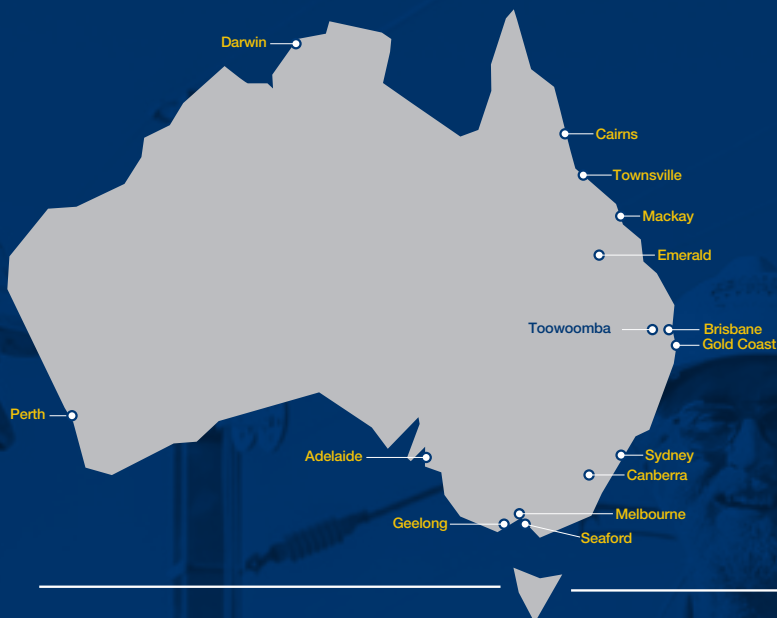 Darwin
Cairns
Townsville
Mackay
Emerald
Toowoomba
Brisbane
Gold Coast
Perth
Adelaide
Sydney
Canberra
Melbourne
Geelong
Seaford